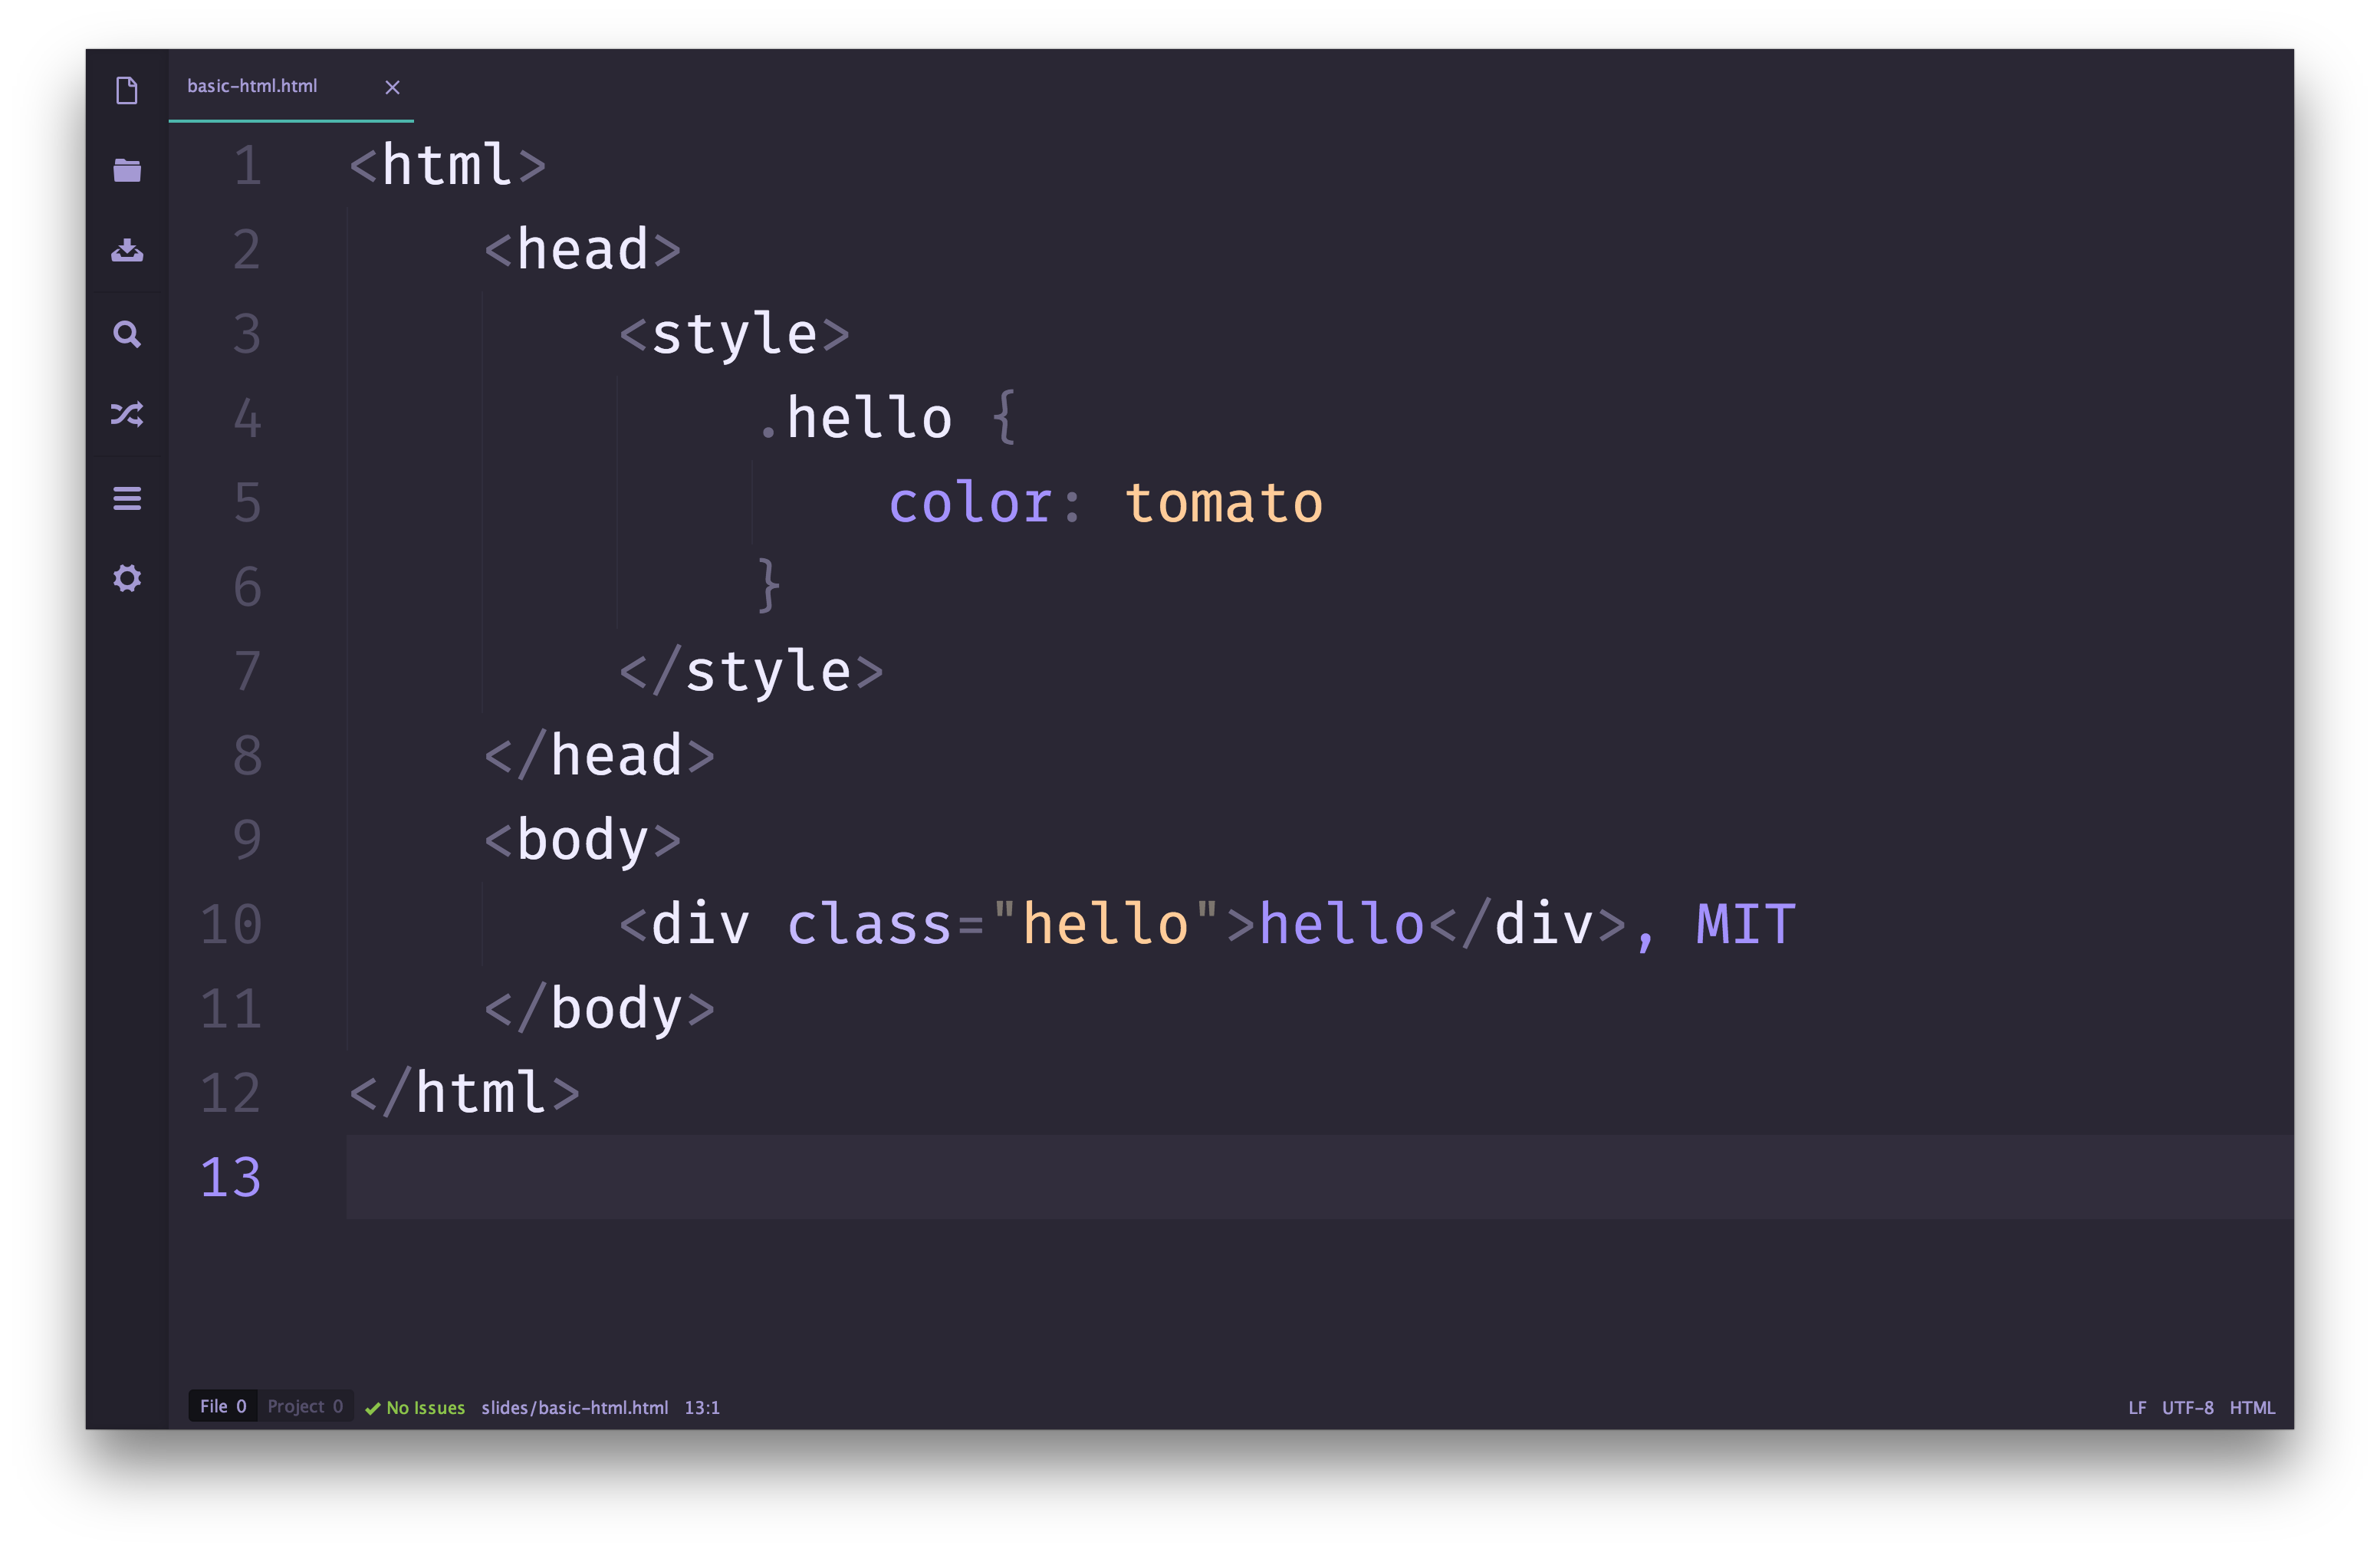 basic-html.html
1 <html>
2     <head>
3         <style>
4             .hello {
5                 color: tomato
6             }
7         </style>
8     </head>
9     <body>
10         <div class="hello">hello</div>, MIT
11     </body>
12 </html>
13
File 0 Project 0 No Issues slides/basic-html.html 13:1 LF UTF-8 HTML